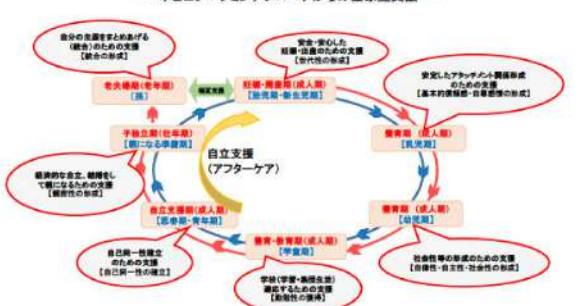 自分の生涯をまとめあげる
(統合)のための支援
【統合の形成】
安全・安心した
妊娠・出産のための支援
【世代性の形成】
老夫婦期(老年期)
(孫)
相互支援
妊娠・周産期(成人期)
【胎児期・新生児期】
安定したアタッチメント関係形成
のための支援
【基本的信頼感・自尊感情の形成】
子独立期(壮年期)
【親になる準備期】
養育期 (成人期)
【乳児期】
自立支援
(アフターケア)
経済的な自立、結婚をし
て親になるための支援
【親密性の形成】
自立支援期(成人期)
【思春期・青年期】
養育期 (成人期)
【幼児期】
養育・教育期(成人期)
【学童期】
自己同一性確立
のための支援
【自己同一性の確立】
社会性等の形成のための支援
【自律性・自主性・社会性の形成】
学校(学習・集団生活)
適応するための支援
【勤勉性の獲得】